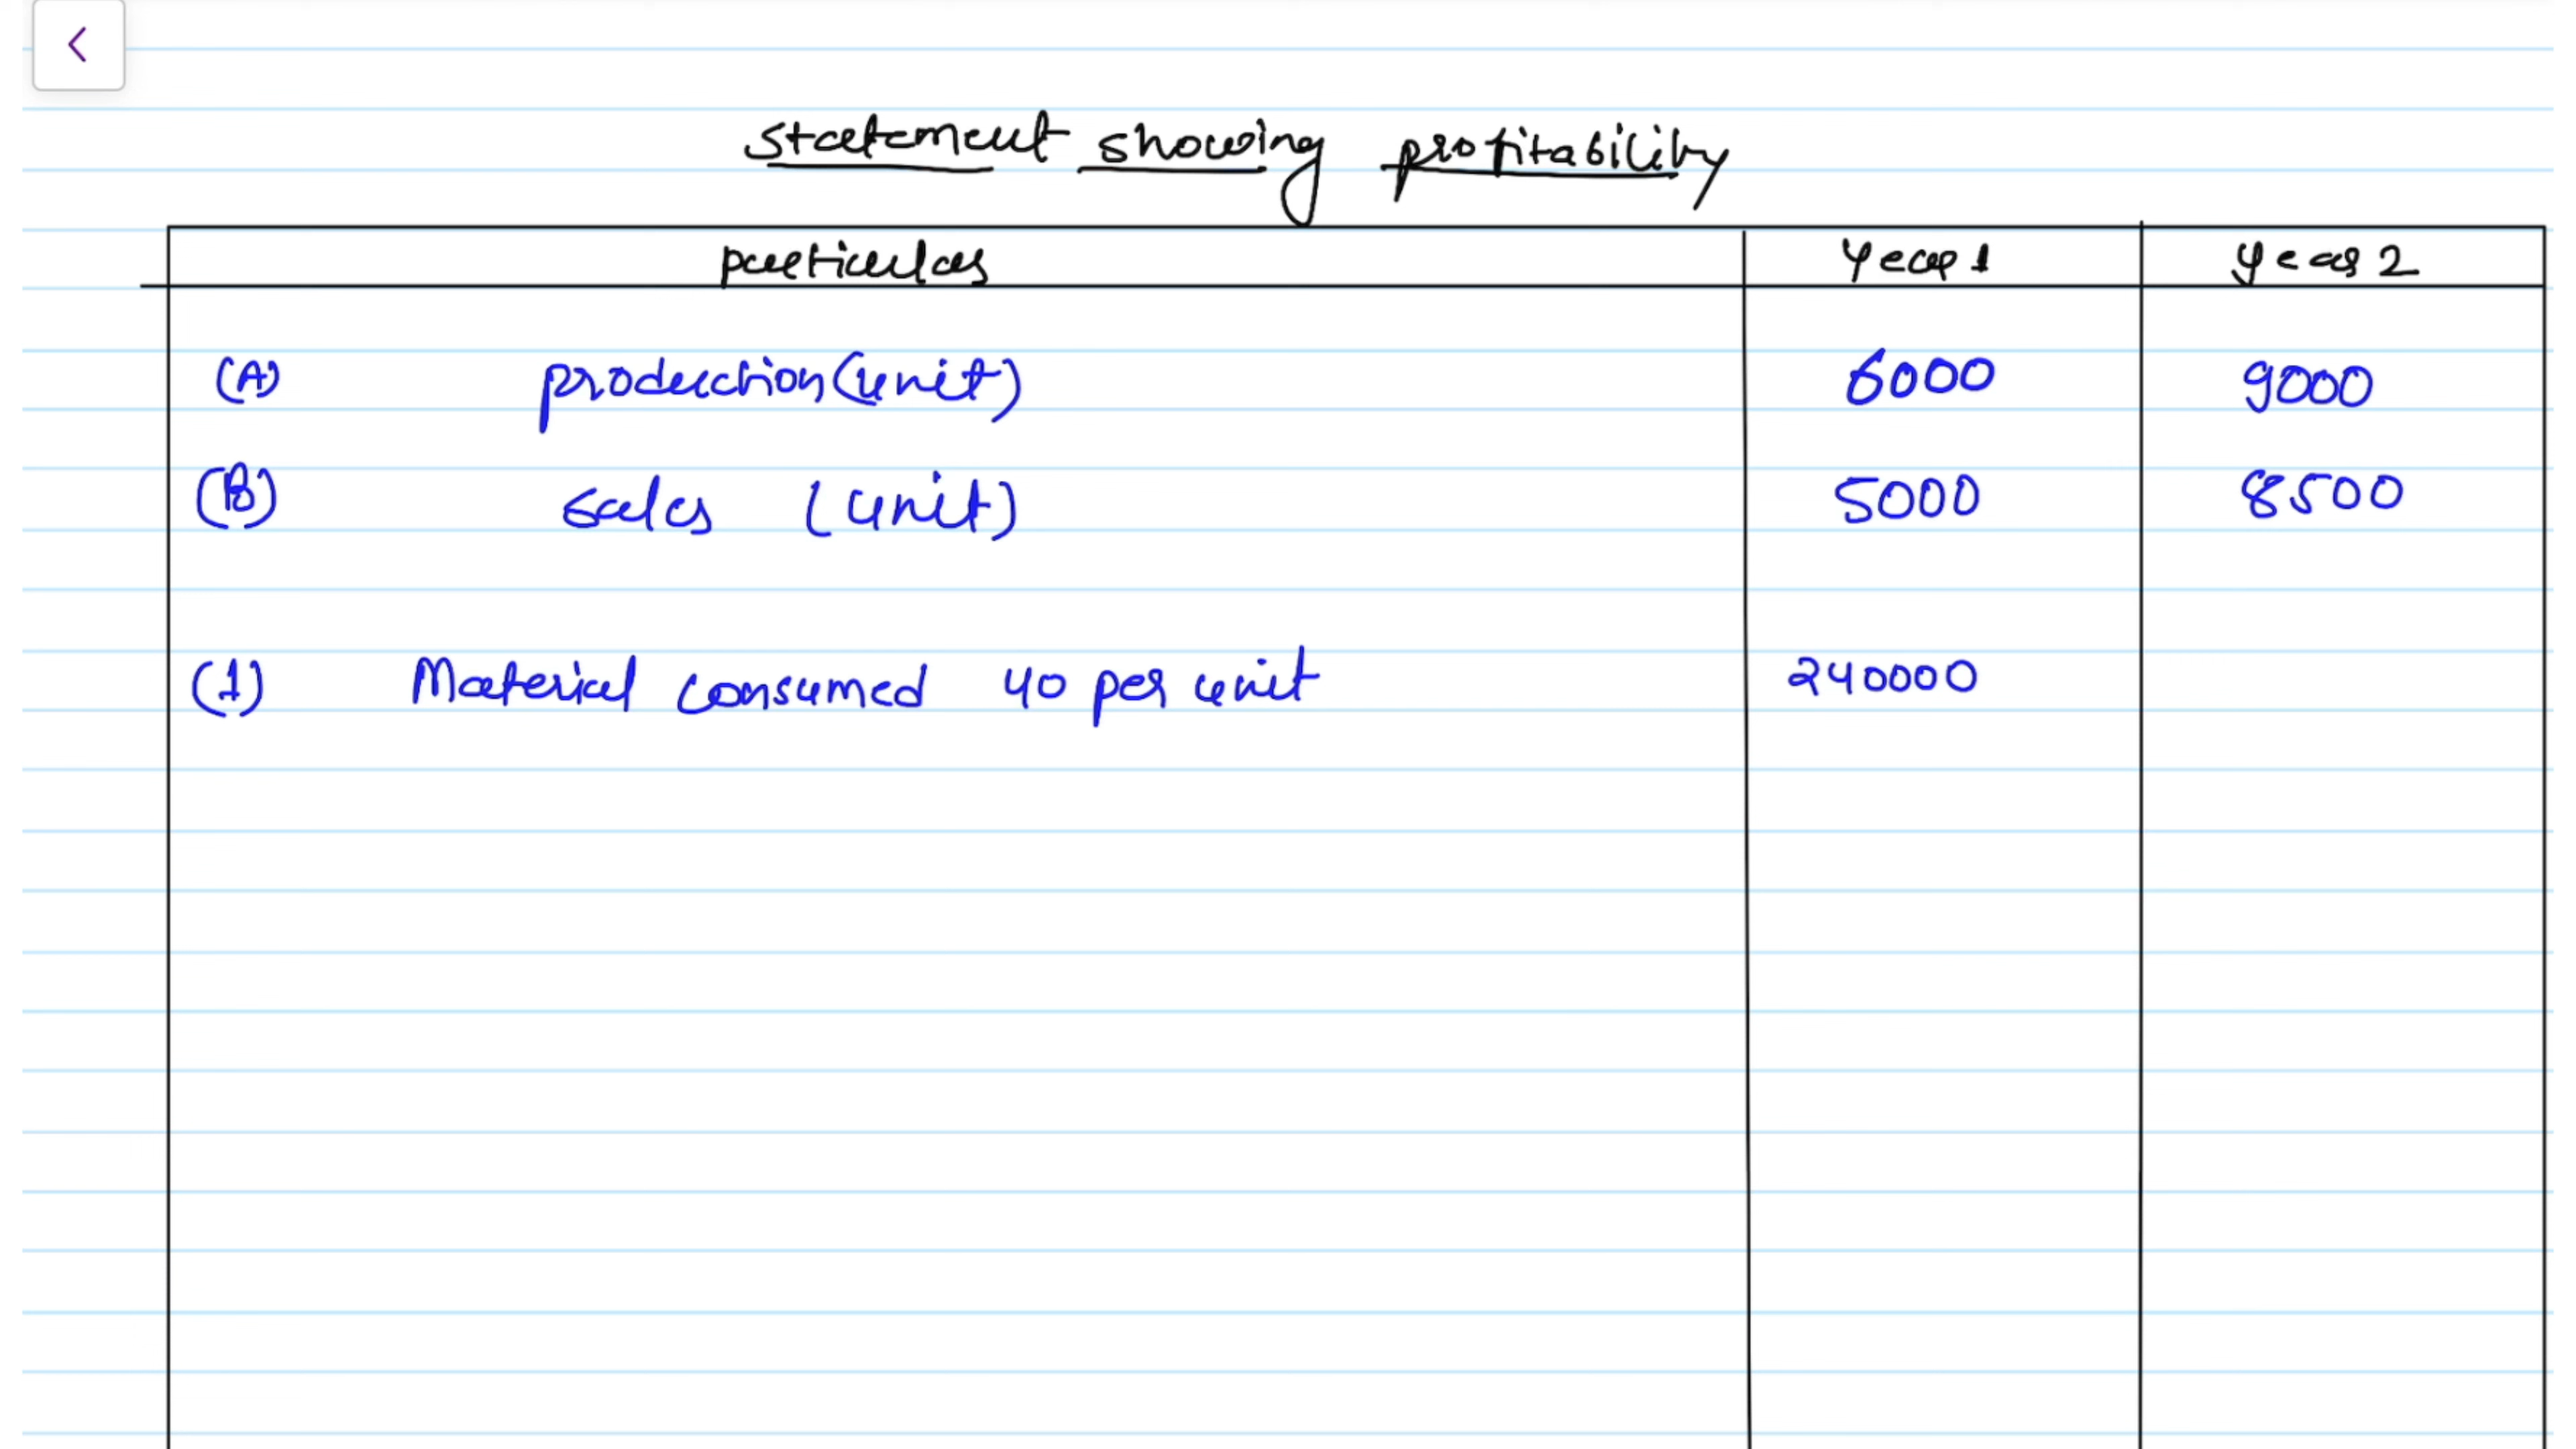 statement showing profitability
particulars Year 1 Year 2
(A) production (unit) 6000 9000
(B) sales (unit) 5000 8500
(1) Material consumed 40 per unit 240000